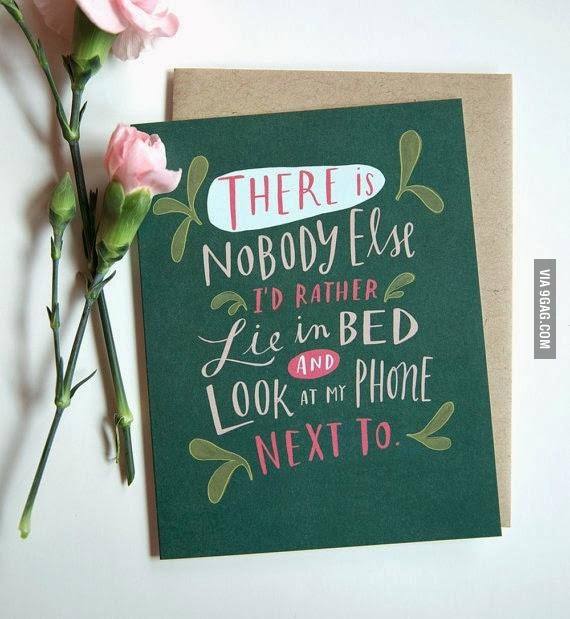 THERE is
NOBODY Else
I'D RATHER
Lie in BED
AND
LOOK AT MY PHONE
NEXT TO.
VIA 9GAG.COM